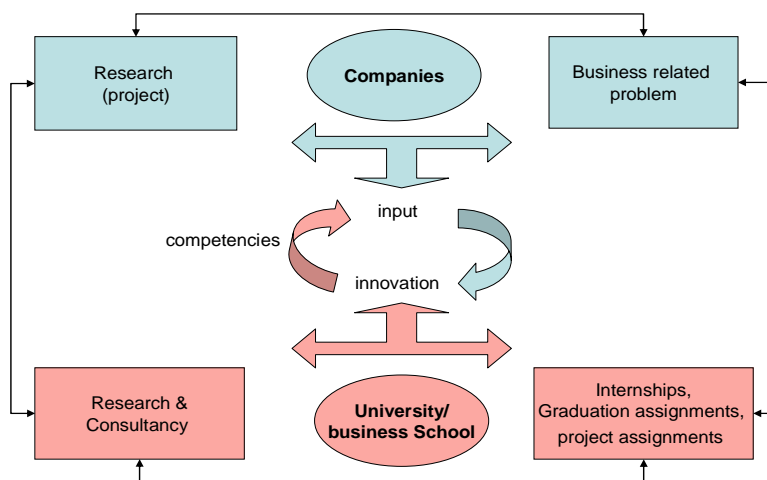 Research
(project)
Companies
Business related
problem
input
competencies
innovation
Research &
Consultancy
University/
business School
Internships,
Graduation assignments,
project assignments